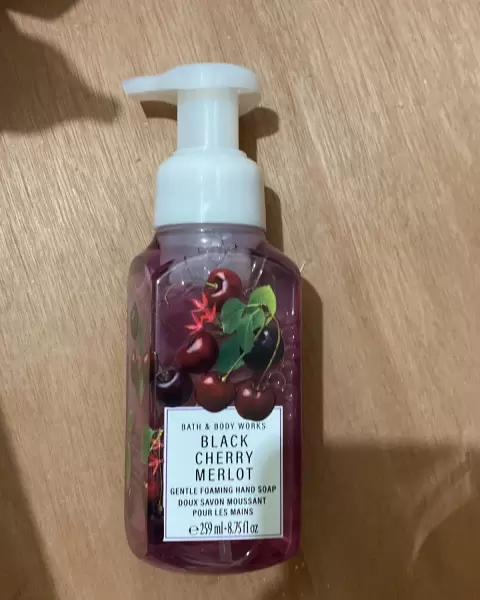 BATH & BODY WORKS
BLACK
CHERRY
MERLOT
GENTLE FOAMING HAND SOAP
DOUX SAVON MOUSSANT
POUR LES MAINS
℮259 ml·8.75 fl oz